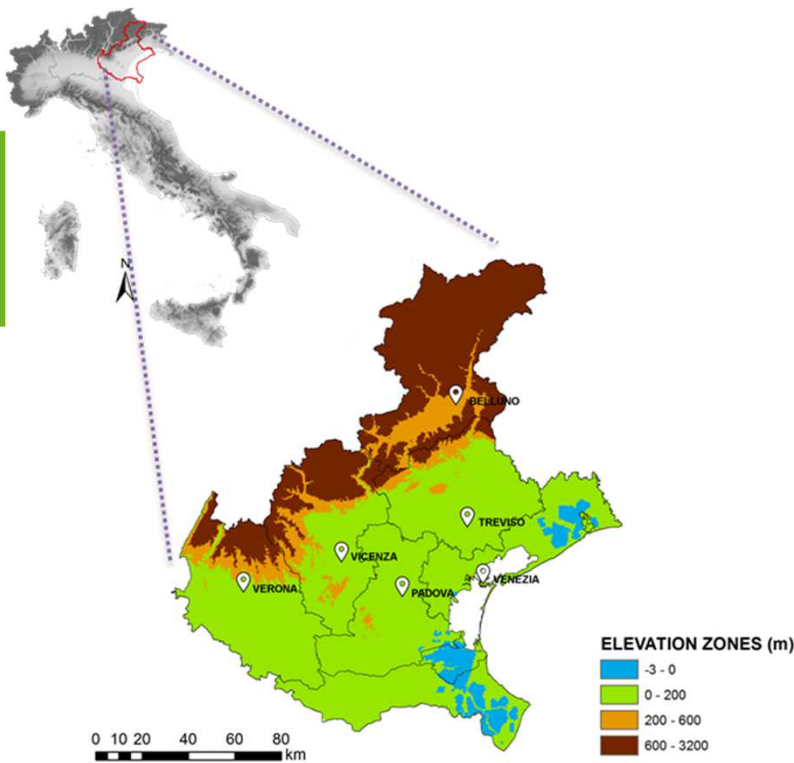 N
BELLUNO
TREVISO
VICENZA
VENEZIA
VERONA
PADOVA
ELEVATION ZONES (m)
-3 - 0
0 - 200
200 - 600
600 - 3200
0 10 20 40 60 80
km